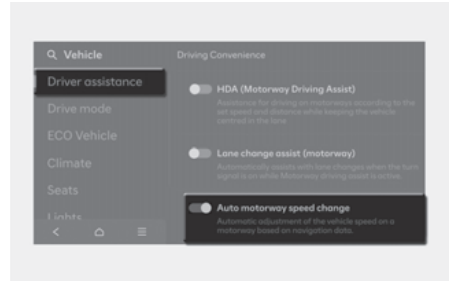 Vehicle
Driving Convenience
Driver assistance
HDA (Motorway Driving Assist)
Assistance for driving on motorways according to the
set speed and distance while keeping the vehicle
centred in the lane
Drive mode
ECO Vehicle
Lane change assist (motorway)
Automatically assists with lane changes when the turn
signal is on while Motorway driving assist is active.
Climate
Seats
Auto motorway speed change
Automatic adjustment of the vehicle speed on a
motorway based on navigation data.
Lights